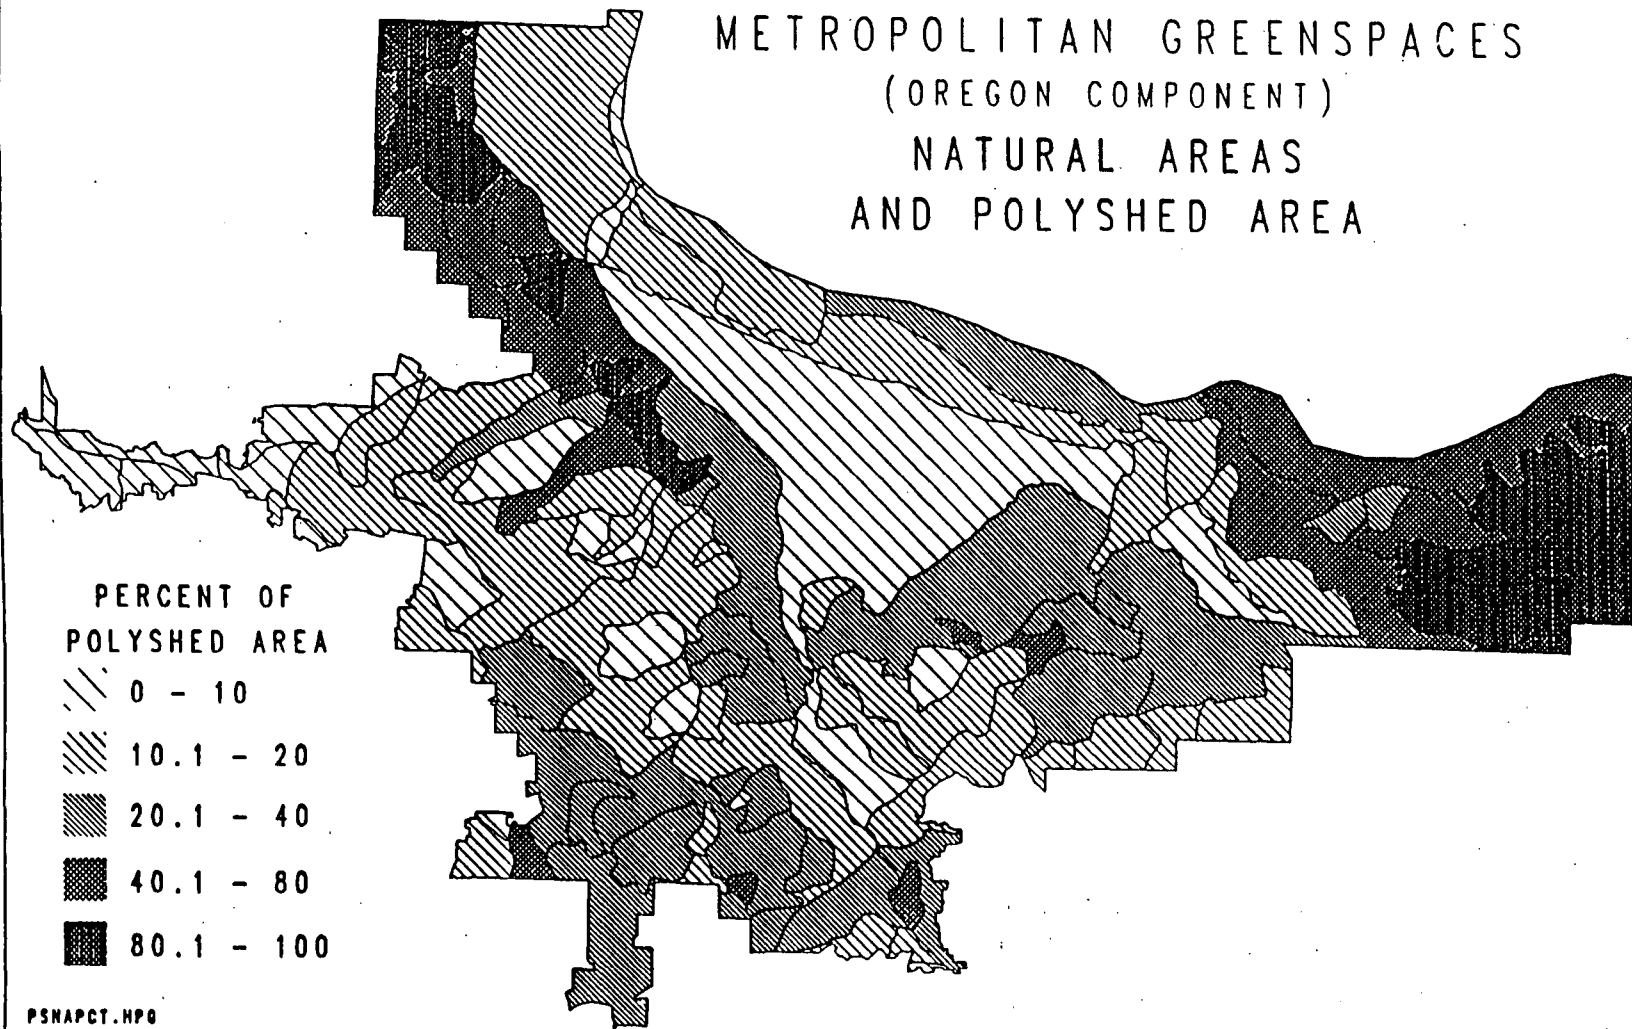 METROPOLITAN GREENSPACES
(OREGON COMPONENT)
NATURAL AREAS
AND POLYSHED AREA
PERCENT OF
POLYSHED AREA
0 - 10
10.1 - 20
20.1 - 40
40.1 - 80
80.1 - 100
PSNAPCT.HPG